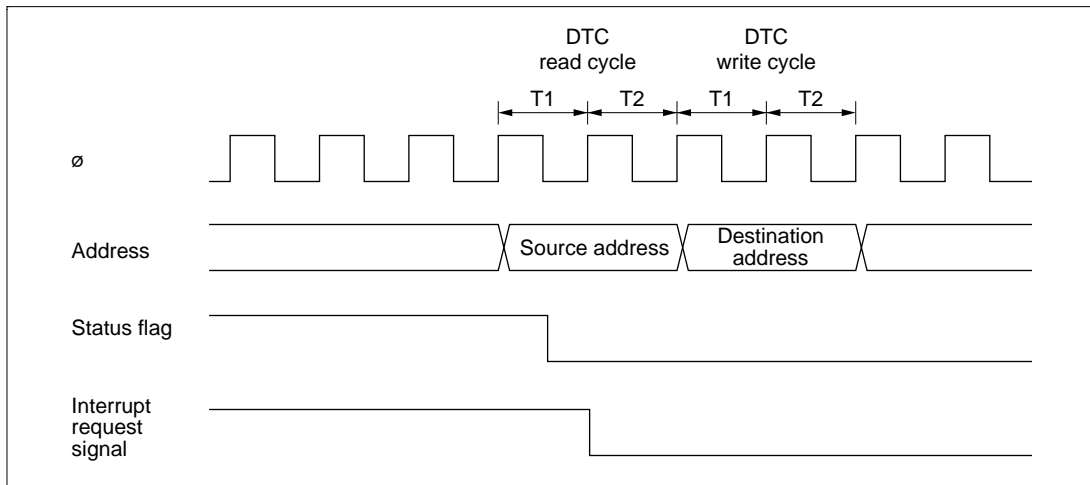 DTC
read cycle
DTC
write cycle
T1
T2
T1
T2
ø
Address
Source address
Destination
address
Status flag
Interrupt
request
signal